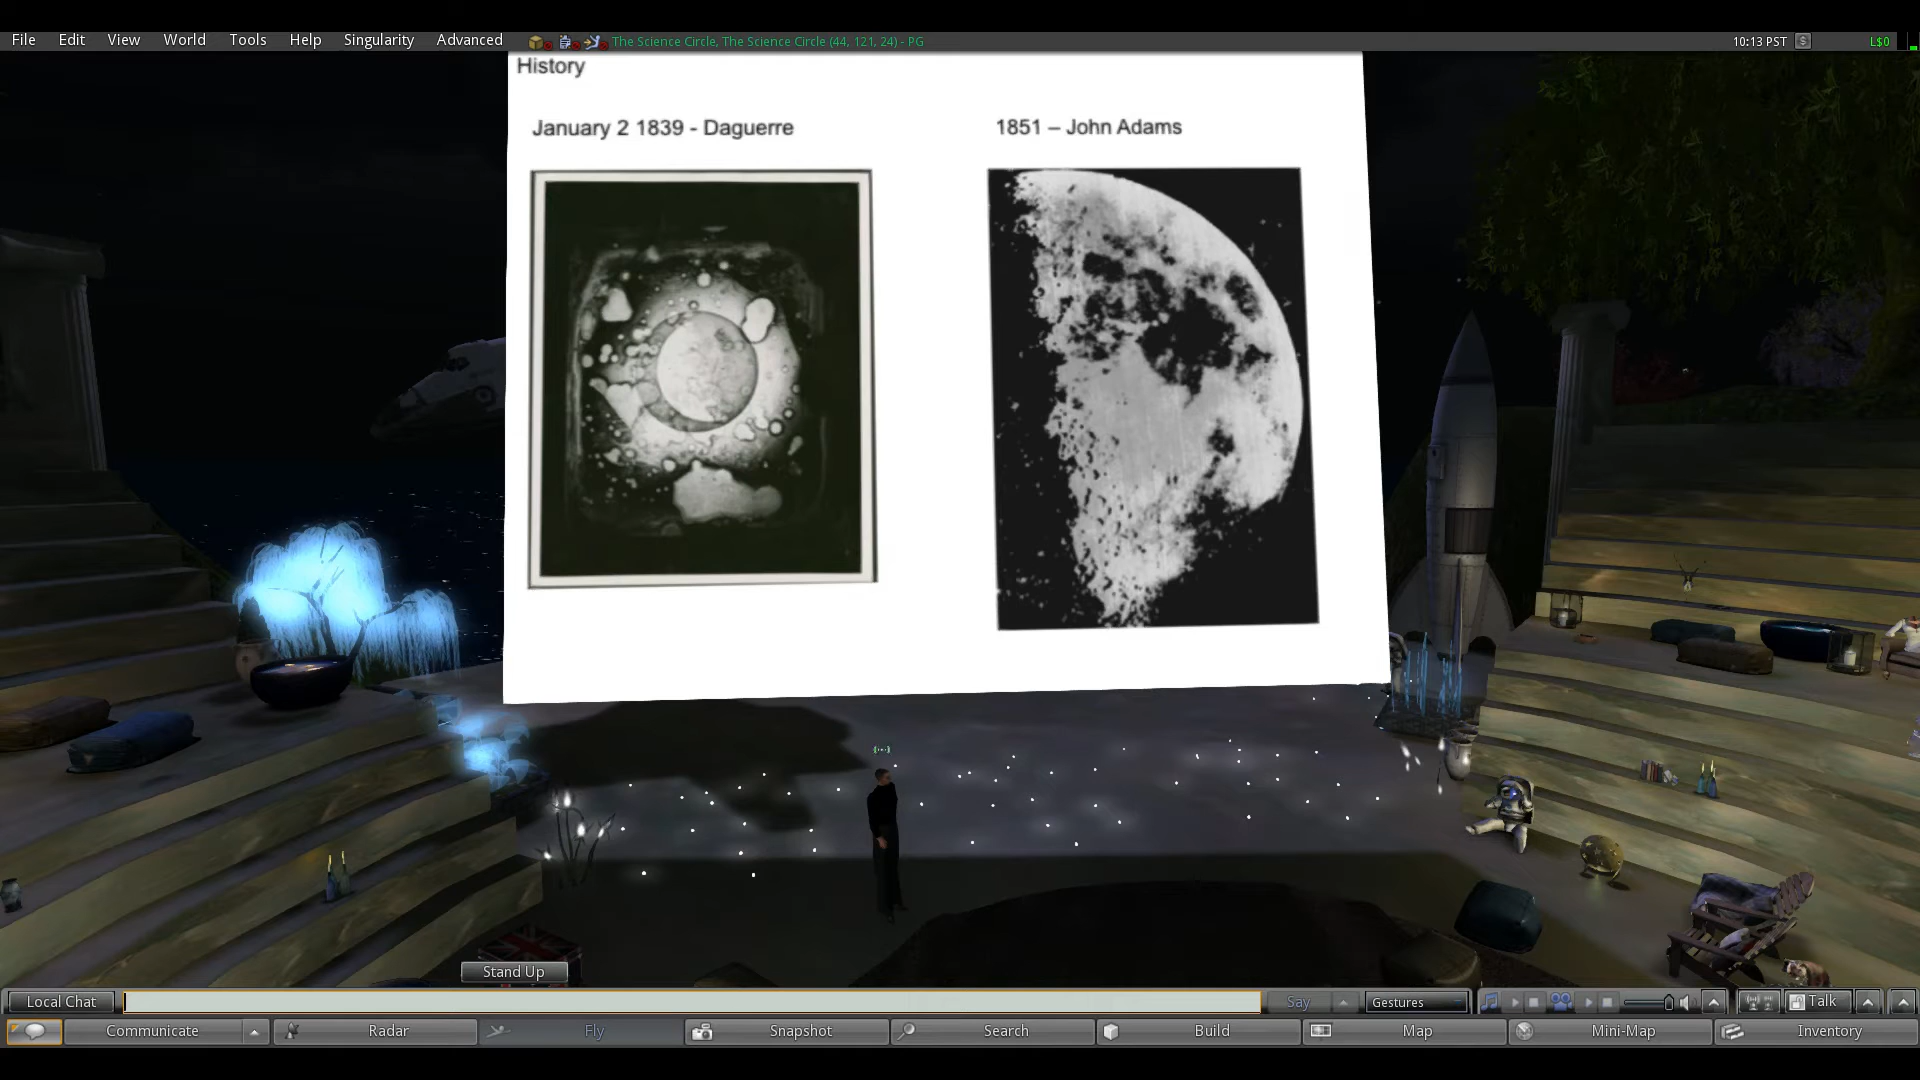 File Edit View World Tools Help Singularity Advanced The Science Circle, The Science Circle (44, 121, 24) - PG 10:13 PST L$0
History
January 2 1839 - Daguerre
1851 – John Adams
Stand Up
Local Chat Say Gestures Talk
Communicate Radar Fly Snapshot Search Build Map Mini-Map Inventory